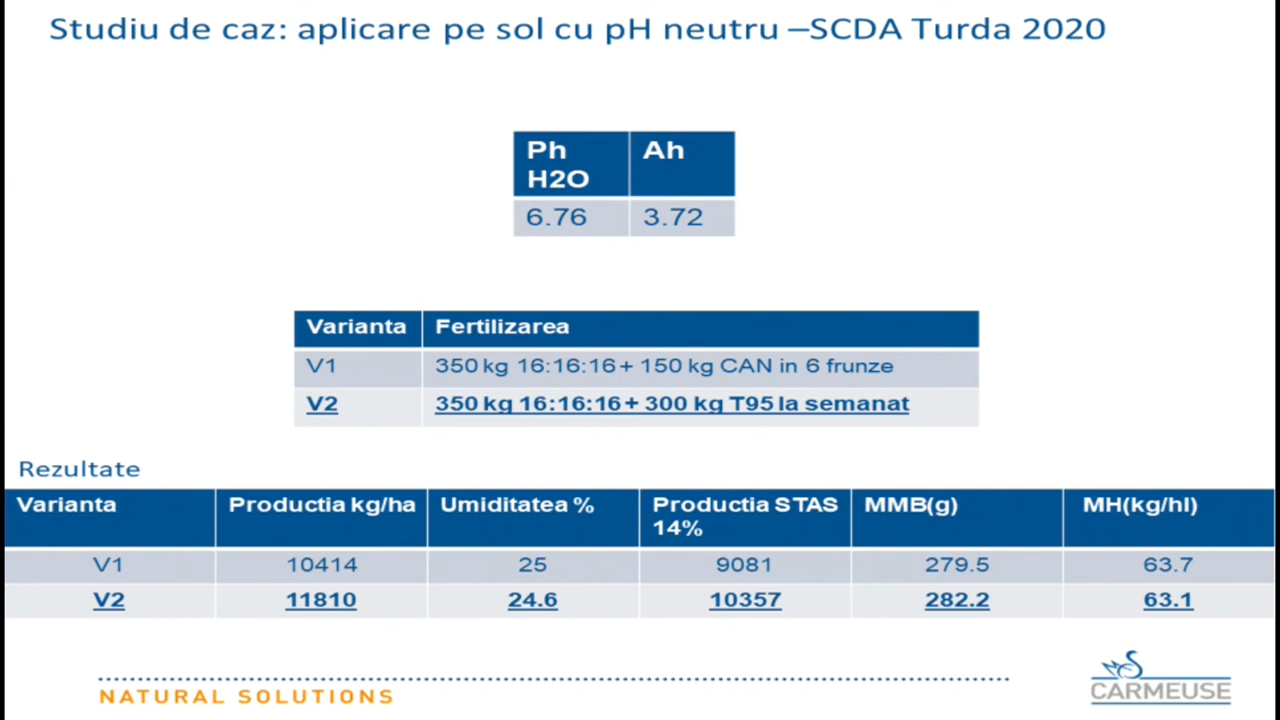 Studiu de caz: aplicare pe sol cu pH neutru –SCDA Turda 2020
Ph Ah
H2O
6.76 3.72
Varianta Fertilizarea
V1 350 kg 16:16:16+ 150 kg CAN in 6 frunze
V2 350 kg 16:16:16+ 300 kg T95 la semanat
Rezultate
Varianta Productia kg/ha Umiditatea % Productia STAS MMB(g) MH(kg/hl)
14%
V1 10414 25 9081 279.5 63.7
V2 11810 24.6 10357 282.2 63.1
NATURAL SOLUTIONS
CARMEUSE